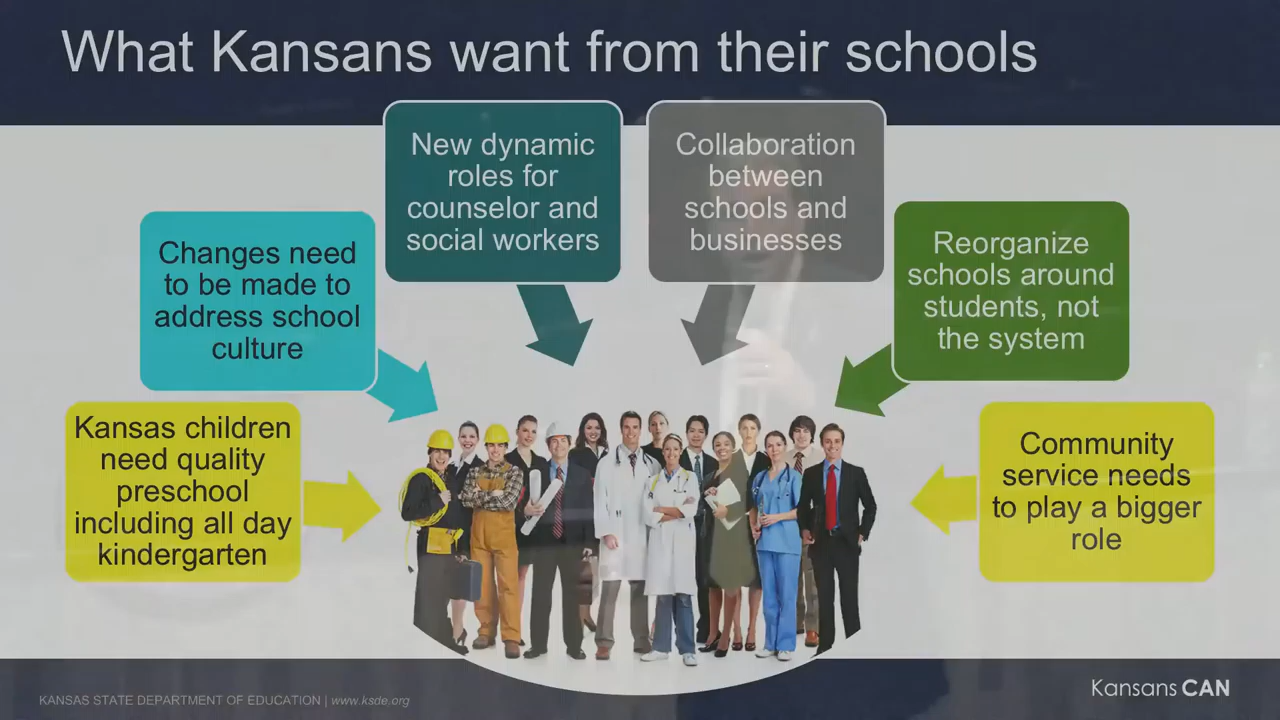 What Kansans want from their schools
New dynamic
roles for
counselor and
social workers
Collaboration
between
schools and
businesses
Changes need
to be made to
address school
culture
Reorganize
schools around
students, not
the system
Kansas children
need quality
preschool
including all day
kindergarten
Community
service needs
to play a bigger
role
KANSAS STATE DEPARTMENT OF EDUCATION | www.ksde.org
KansansCAN